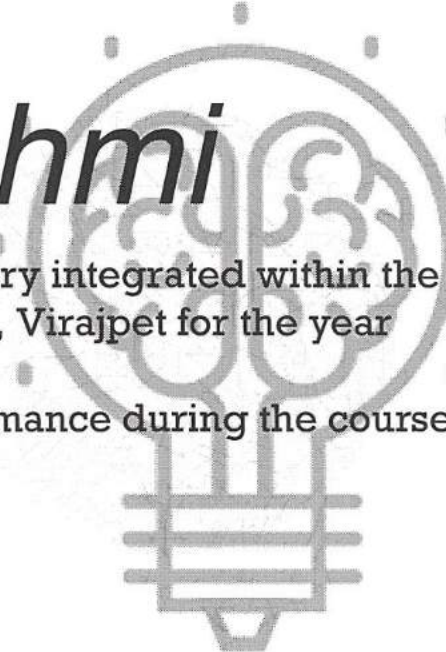 hmi
ry integrated within the
, Virajpet for the year
mance during the course